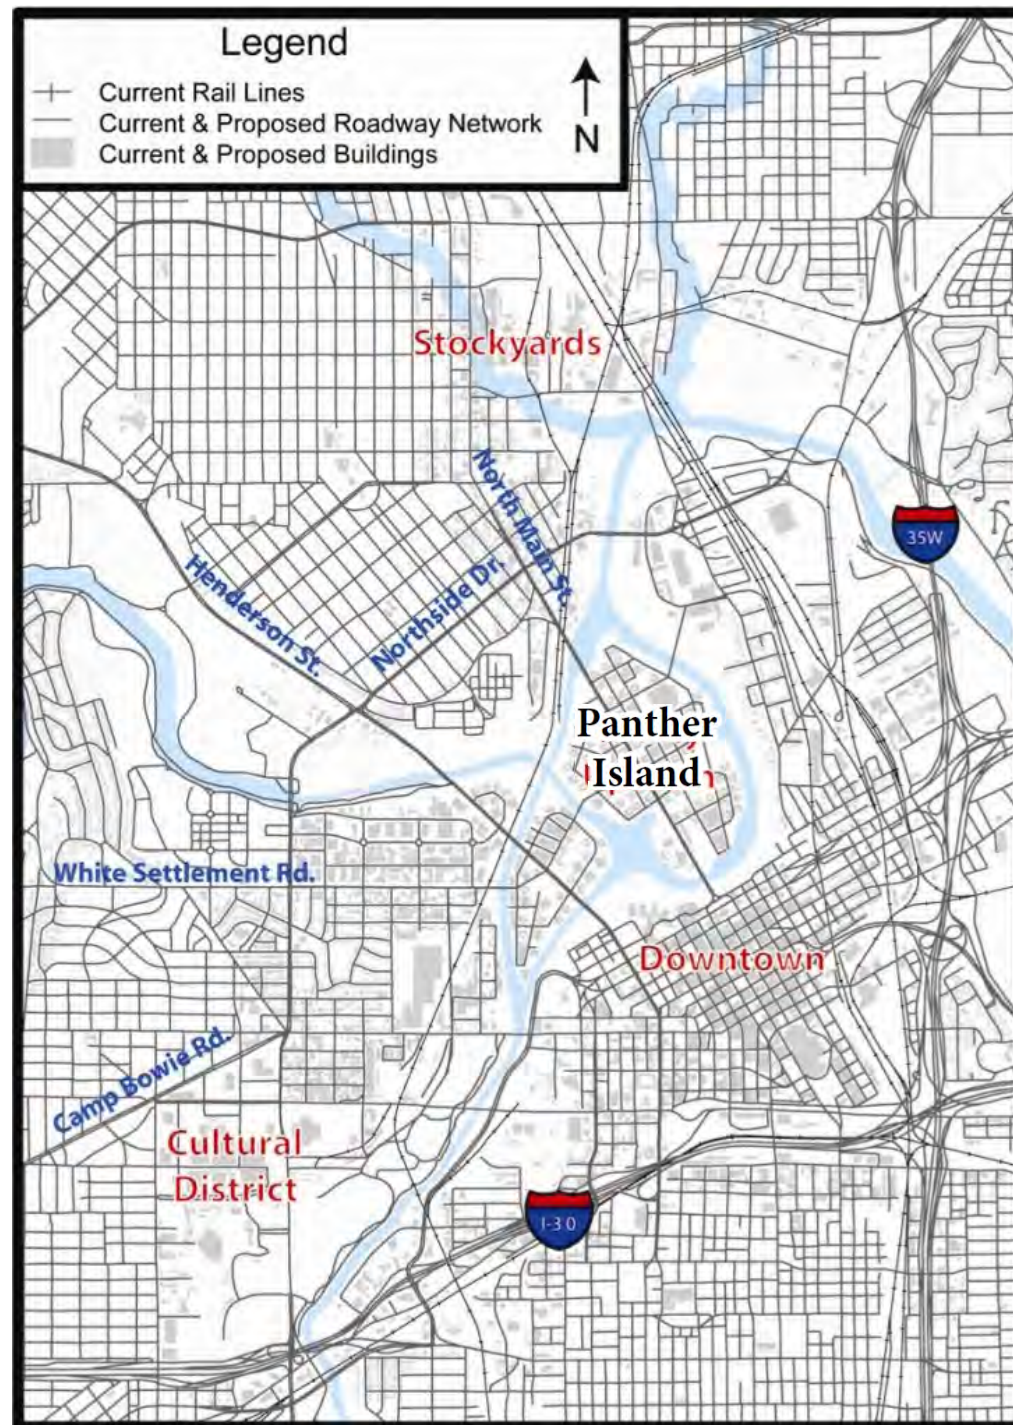 Legend
Current Rail Lines
Current & Proposed Roadway Network
Current & Proposed Buildings
N
Stockyards
North Main St.
35W
Henderson St.
Northside Dr.
Panther
Island
White Settlement Rd.
Downtown
Camp Bowie Rd.
Cultural
District
I-30